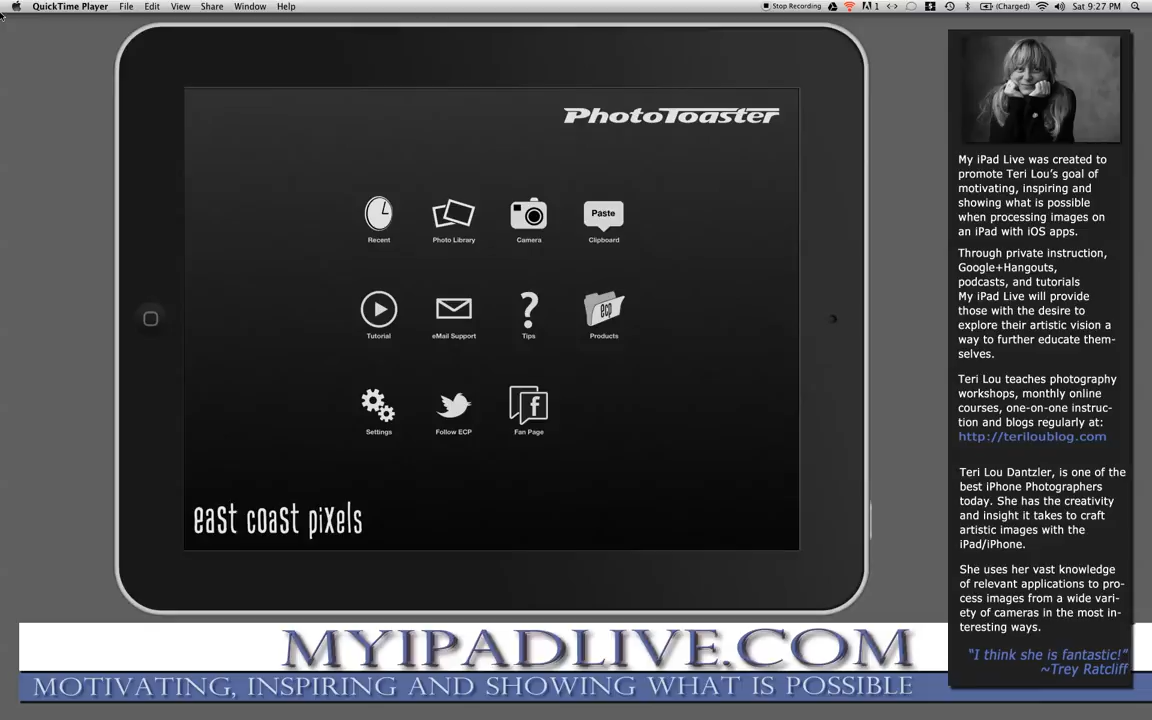 QuickTime Player File Edit View Share Window Help
Stop Recording 1 (Charged) Sat 9:27 PM
PhotoToaster
Recent Photo Library Camera Paste Clipboard
Tutorial eMail Support Tips ecp Products
Settings Follow ECP Fan Page
east coast pixels
My iPad Live was created to
promote Teri Lou's goal of
motivating, inspiring and
showing what is possible
when processing images on
an iPad with iOS apps.
Through private instruction,
Google+Hangouts,
podcasts, and tutorials
My iPad Live will provide
those with the desire to
explore their artistic vision a
way to further educate them-
selves.
Teri Lou teaches photography
workshops, monthly online
courses, one-on-one instruc-
tion and blogs regularly at:
http://teriloublog.com
Teri Lou Dantzler, is one of the
best iPhone Photographers
today. She has the creativity
and insight it takes to craft
artistic images with the
iPad/iPhone.
She uses her vast knowledge
of relevant applications to pro-
cess images from a wide vari-
ety of cameras in the most in-
teresting ways.
"I think she is fantastic!"
~Trey Ratcliff
MYIPADLIVE.COM
MOTIVATING, INSPIRING AND SHOWING WHAT IS POSSIBLE